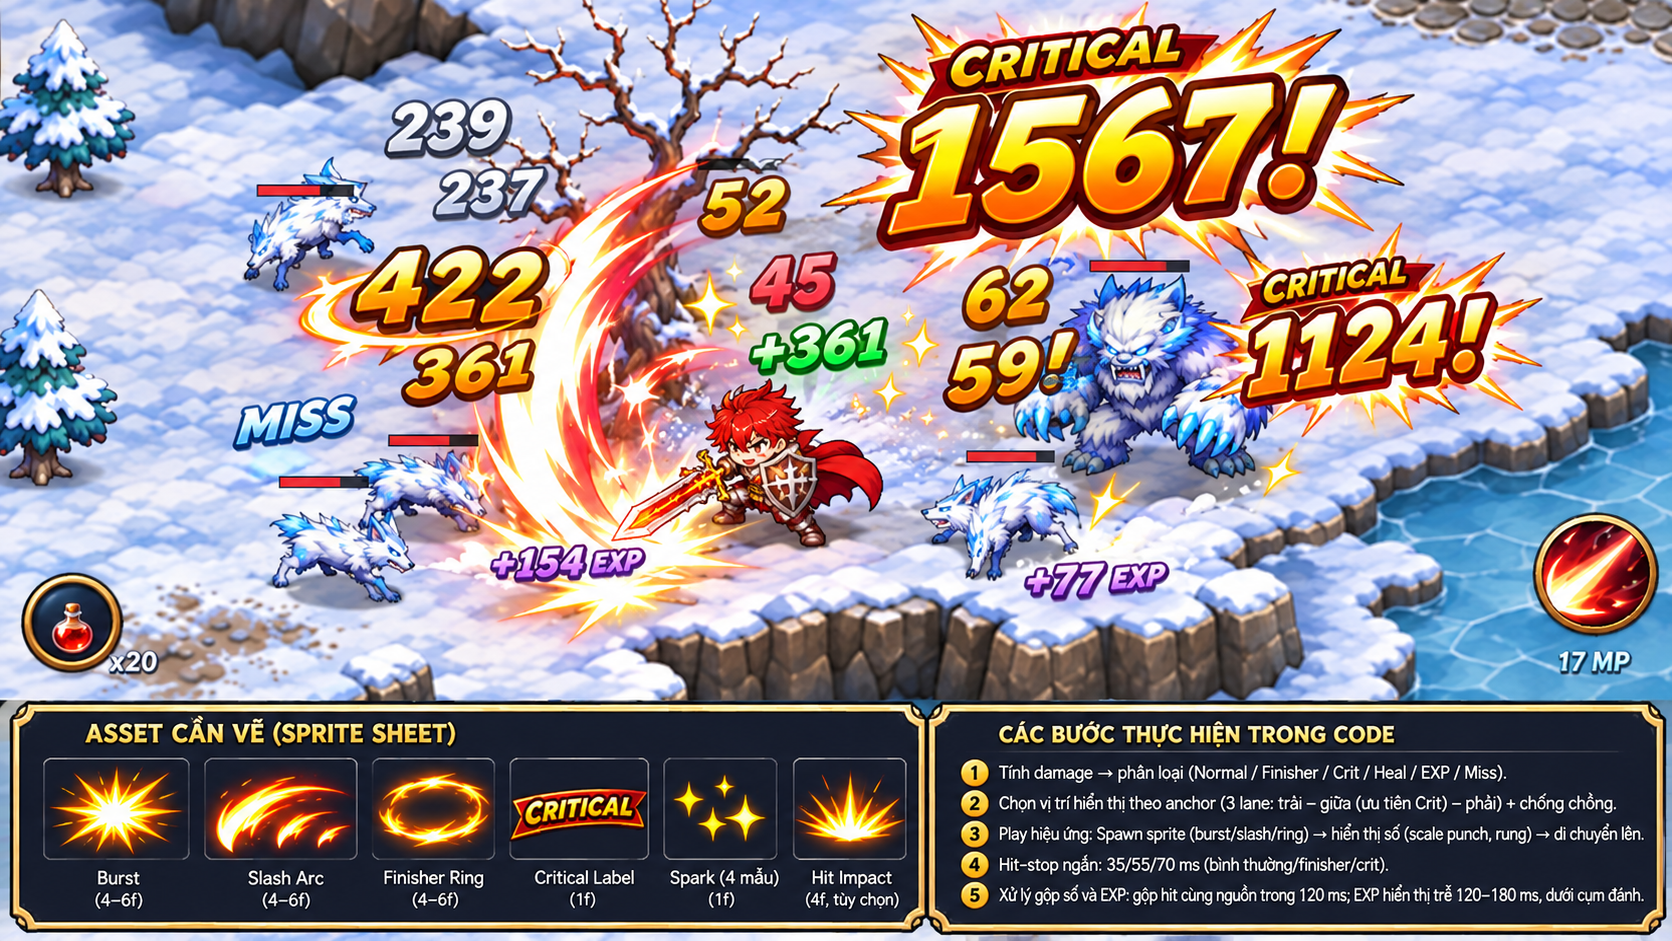 CRITICAL
1567!
239
237
52
422
361
45
+361
62
59!
CRITICAL
1124!
MISS
+154 EXP
+77 EXP
x20
17 MP
ASSET CẦN VẼ (SPRITE SHEET)
CRITICAL
Burst
(4–6f)
Slash Arc
(4–6f)
Finisher Ring
(4–6f)
Critical Label
(1f)
Spark (4 mẫu)
(1f)
Hit Impact
(4f, tùy chọn)
CÁC BƯỚC THỰC HIỆN TRONG CODE
1 Tính damage → phân loại (Normal / Finisher / Crit / Heal / EXP / Miss).
2 Chọn vị trí hiển thị theo anchor (3 lane: trái – giữa (ưu tiên Crit) – phải) + chống chồng.
3 Play hiệu ứng: Spawn sprite (burst/slash/ring) → hiển thị số (scale punch, rung) → di chuyển lên.
4 Hit-stop ngắn: 35/55/70 ms (bình thường/finisher/crit).
5 Xử lý gộp số và EXP: gộp hit cùng nguồn trong 120 ms; EXP hiển thị trễ 120–180 ms, dưới cụm đánh.